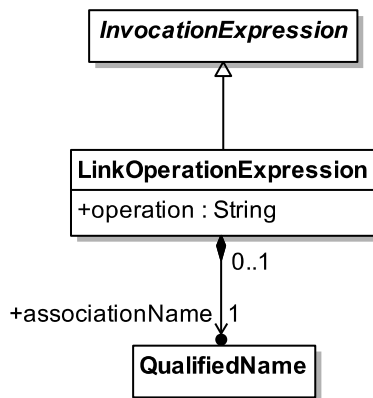 InvocationExpression
LinkOperationExpression
+operation : String
0..1
+associationName 1
QualifiedName